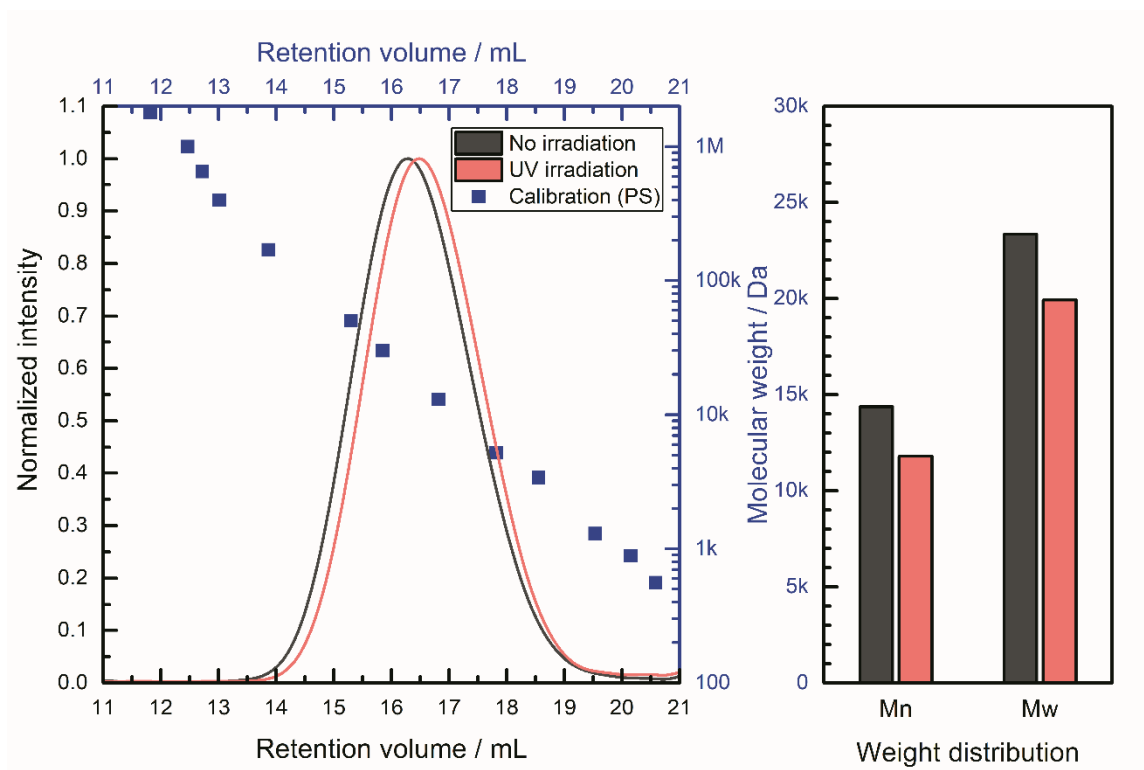 Retention volume / mL
11 12 13 14 15 16 17 18 19 20 21
1.1
1.0
0.9
0.8
0.7
0.6
0.5
0.4
0.3
0.2
0.1
0.0
Normalized intensity
No irradiation
UV irradiation
Calibration (PS)
1M
100k
10k
1k
100
Molecular weight / Da
11 12 13 14 15 16 17 18 19 20 21
Retention volume / mL
30k
25k
20k
15k
10k
5k
0
Mn Mw
Weight distribution